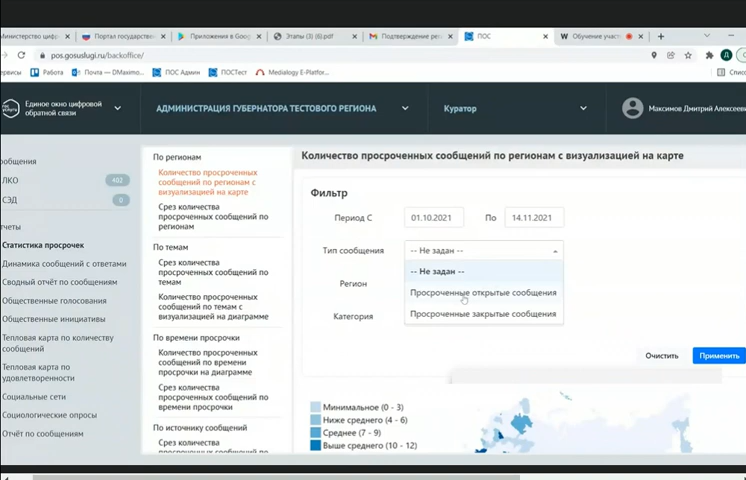 Министерство цифр
Портал государствен
Приложения в Goog
Этапы (3) (6).pdf
Подтверждение рег
ПОС
Обучение участ
pos.gosuslugi.ru/backoffice/
ервисы
Работа
Почта — DMaximo...
ПОС Админ
ПОСТест
Medialogy E-Platfor...
Список
Единое окно цифровой
обратной связи
АДМИНИСТРАЦИЯ ГУБЕРНАТОРА ТЕСТОВОГО РЕГИОНА
Куратор
Максимов Дмитрий Алексеев
ообщения
ЛКО
402
СЭД
0
тчеты
Статистика просрочек
Динамика сообщений с ответами
Сводный отчёт по сообщениям
Общественные голосования
Общественные инициативы
Тепловая карта по количеству
сообщений
Тепловая карта по
удовлетворенности
Социальные сети
Социологические опросы
Отчёт по сообщениям
По регионам
Количество просроченных
сообщений по регионам с
визуализацией на карте
Срез количества
просроченных сообщений по
регионам
По темам
Срез количества
просроченных сообщений по
темам
Количество просроченных
сообщений по темам с
визуализацией на диаграмме
По времени просрочки
Количество просроченных
сообщений по времени
просрочки на диаграмме
Срез количества
просроченных сообщений по
времени просрочки
По источнику сообщений
Срез количества
просроченных сообщений по
Количество просроченных сообщений по регионам с визуализацией на карте
Фильтр
Период С
01.10.2021
По
14.11.2021
Тип сообщения
-- Не задан --
-- Не задан --
Просроченные открытые сообщения
Просроченные закрытые сообщения
Регион
Категория
Очистить
Применить
Минимальное (0 - 3)
Ниже среднего (4 - 6)
Среднее (7 - 9)
Выше среднего (10 - 12)